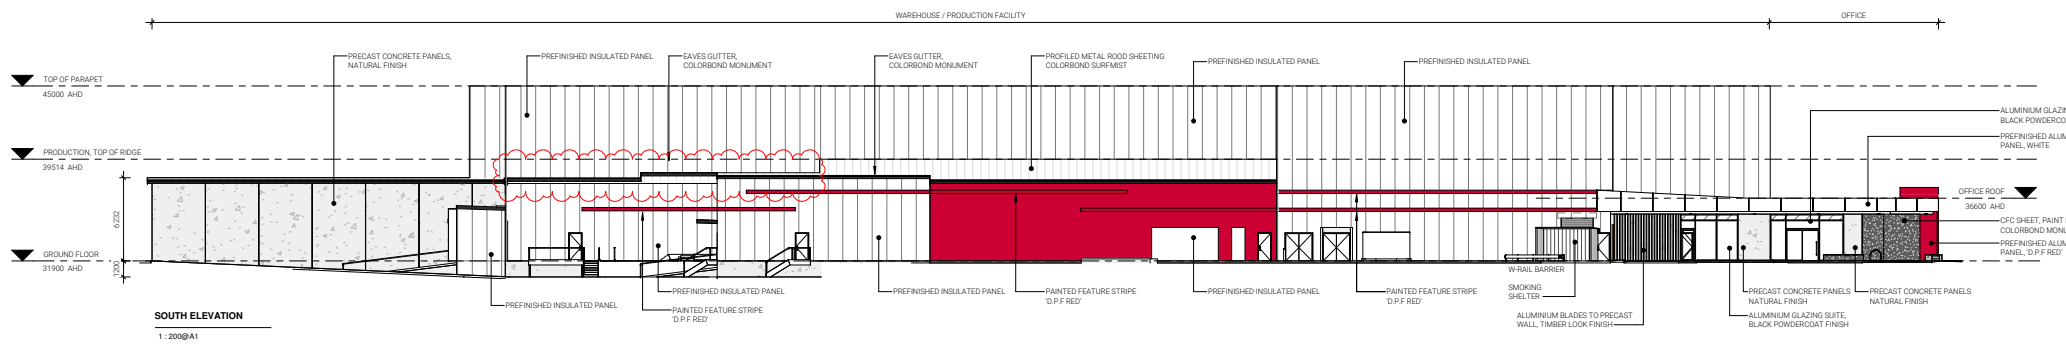 WAREHOUSE / PRODUCTION FACILITY
OFFICE
PRECAST CONCRETE PANELS,
NATURAL FINISH
PREFINISHED INSULATED PANEL
EAVES GUTTER,
COLORBOND MONUMENT
EAVES GUTTER,
COLORBOND MONUMENT
PROFILED METAL ROOD SHEETING
COLORBOND SURFMIST
PREFINISHED INSULATED PANEL
PREFINISHED INSULATED PANEL
TOP OF PARAPET
45000 AHD
ALUMINIUM GLAZIN
BLACK POWDERCO
PREFINISHED ALUM
PANEL, WHITE
PRODUCTION, TOP OF RIDGE
39514 AHD
6 232
OFFICE ROOF
36600 AHD
CFC SHEET, PAINT
COLORBOND MONU
PREFINISHED ALUM
PANEL, 'D.P.F RED'
GROUND FLOOR
31900 AHD
1200
W-RAIL BARRIER
SMOKING
SHELTER
PREFINISHED INSULATED PANEL
PREFINISHED INSULATED PANEL
PAINTED FEATURE STRIPE
'D.P.F RED'
PREFINISHED INSULATED PANEL
PAINTED FEATURE STRIPE
'D.P.F RED'
PREFINISHED INSULATED PANEL
PAINTED FEATURE STRIPE
'D.P.F RED'
ALUMINIUM BLADES TO PRECAST
WALL, TIMBER LOOK FINISH
PRECAST CONCRETE PANELS
NATURAL FINISH
ALUMINIUM GLAZING SUITE,
BLACK POWDERCOAT FINISH
PRECAST CONCRETE PANELS
NATURAL FINISH
SOUTH ELEVATION
1 : 200@A1